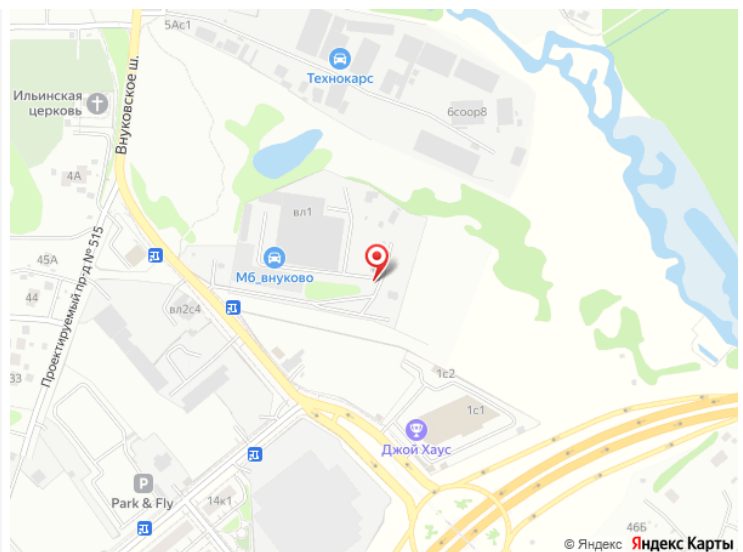 5Ас1
Технокарс
Ильинская
церковь
Внуковское ш.
6соор8
4А
вл1
Проектируемый пр-д № 515
45А
Мб_внуково
44
вл2с4
33
1с2
1с1
Джой Хаус
Park & Fly
14к1
46Б
© Яндекс Яндекс Карты